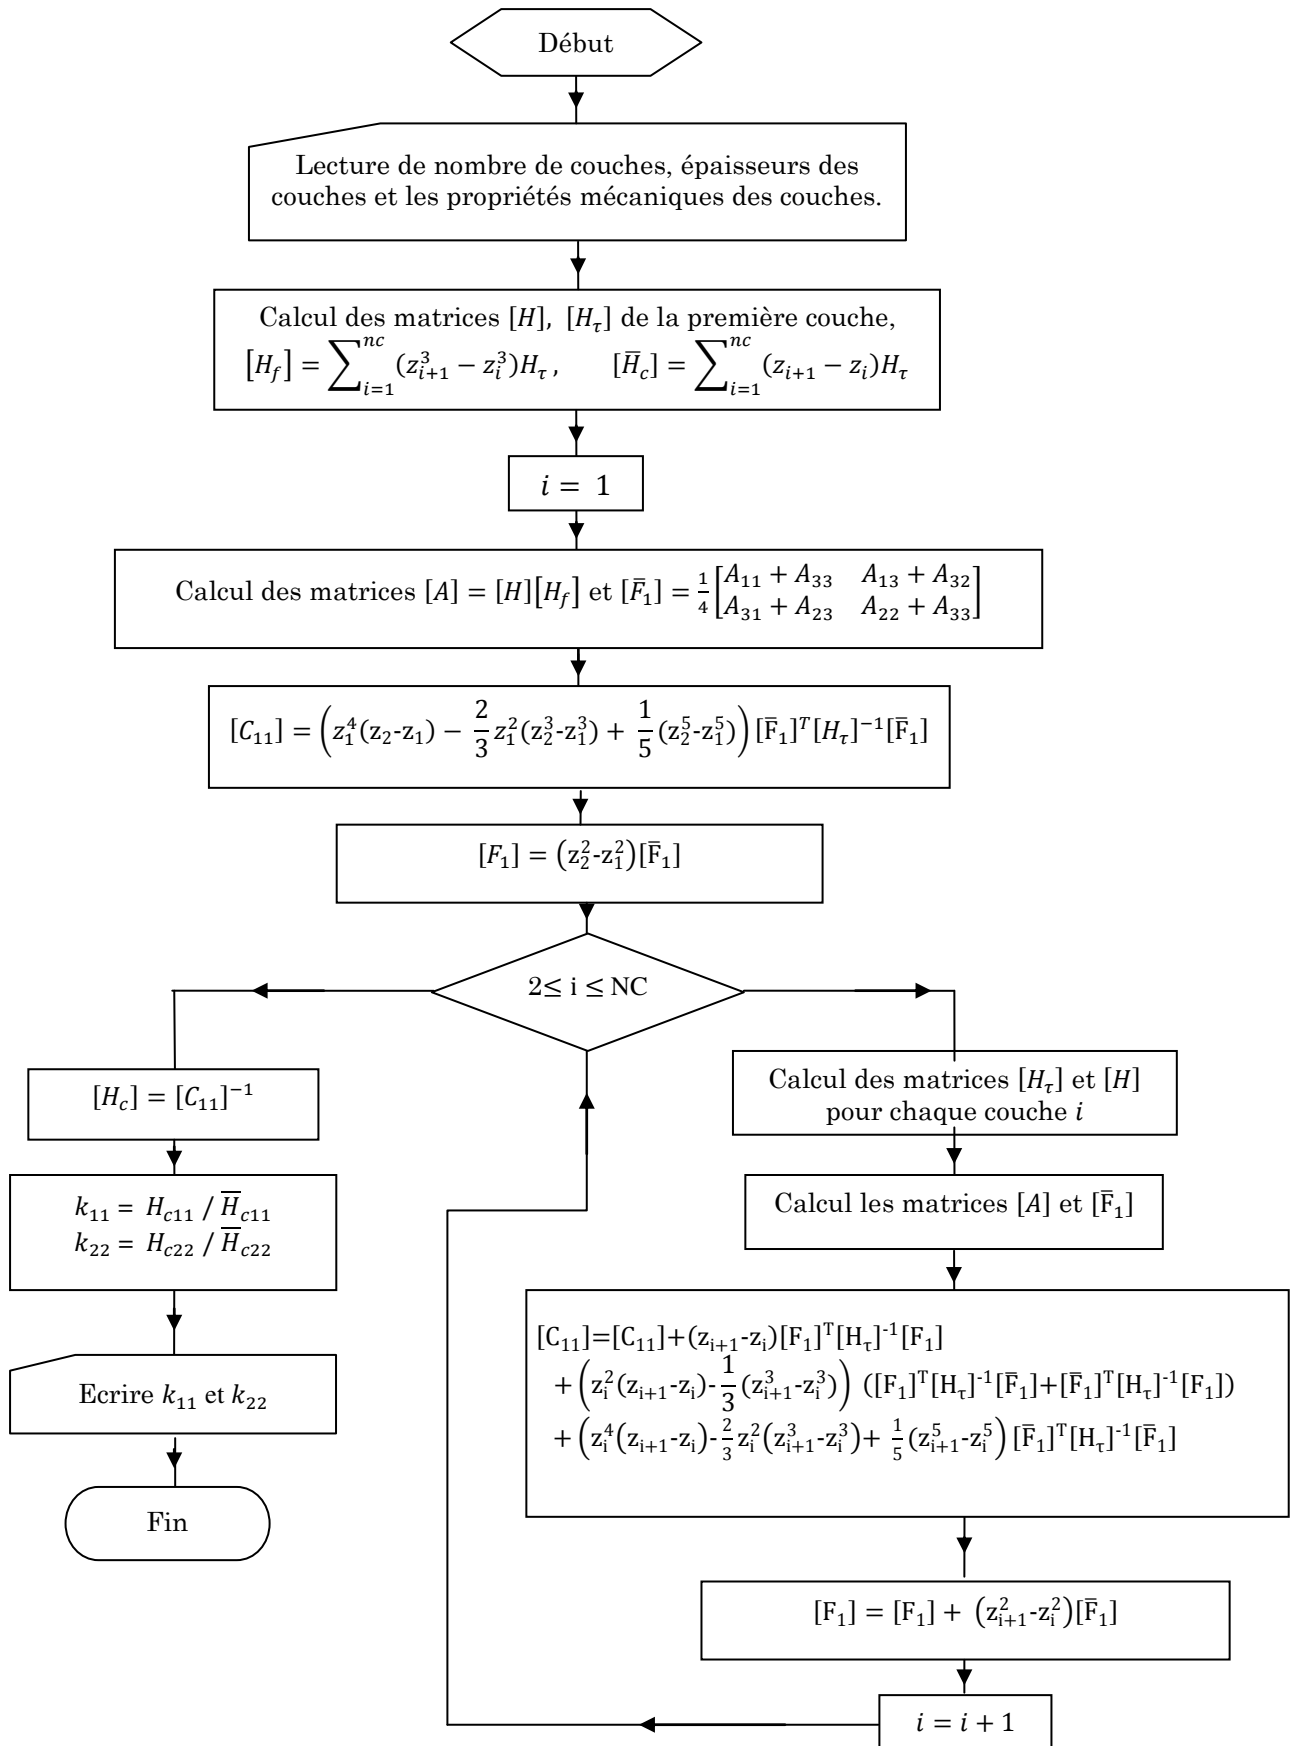 Début
Lecture de nombre de couches, épaisseurs des
couches et les propriétés mécaniques des couches.
Calcul des matrices [H], [H_τ] de la première couche,
[H_f] = ∑_{i=1}^{nc} (z_{i+1}^3 − z_i^3)H_τ ,    [H̅_c] = ∑_{i=1}^{nc} (z_{i+1} − z_i)H_τ
i = 1
Calcul des matrices [A] = [H][H_f] et [F̅_1] = 1/4 [A_11 + A_33  A_13 + A_32
A_31 + A_23  A_22 + A_33]
[C_11] = (z_1^4(z_2-z_1) − 2/3 z_1^2(z_2^3-z_1^3) + 1/5 (z_2^5-z_1^5)) [F̅_1]^T[H_τ]^{−1}[F̅_1]
[F_1] = (z_2^2-z_1^2)[F̅_1]
2≤ i ≤ NC
[H_c] = [C_11]^{−1}
k_11 = H_c11 / H̅_c11
k_22 = H_c22 / H̅_c22
Ecrire k_11 et k_22
Fin
Calcul des matrices [H_τ] et [H]
pour chaque couche i
Calcul les matrices [A] et [F̅_1]
[C_11]=[C_11]+(z_{i+1}-z_i)[F_1]^T[H_τ]^{-1}[F_1]
+ (z_i^2(z_{i+1}-z_i)-1/3(z_{i+1}^3-z_i^3)) ([F_1]^T[H_τ]^{-1}[F̅_1]+[F̅_1]^T[H_τ]^{-1}[F_1])
+ (z_i^4(z_{i+1}-z_i)-2/3 z_i^2(z_{i+1}^3-z_i^3)+ 1/5 (z_{i+1}^5-z_i^5)) [F̅_1]^T[H_τ]^{-1}[F̅_1]
[F_1] = [F_1] + (z_{i+1}^2-z_i^2)[F̅_1]
i = i + 1